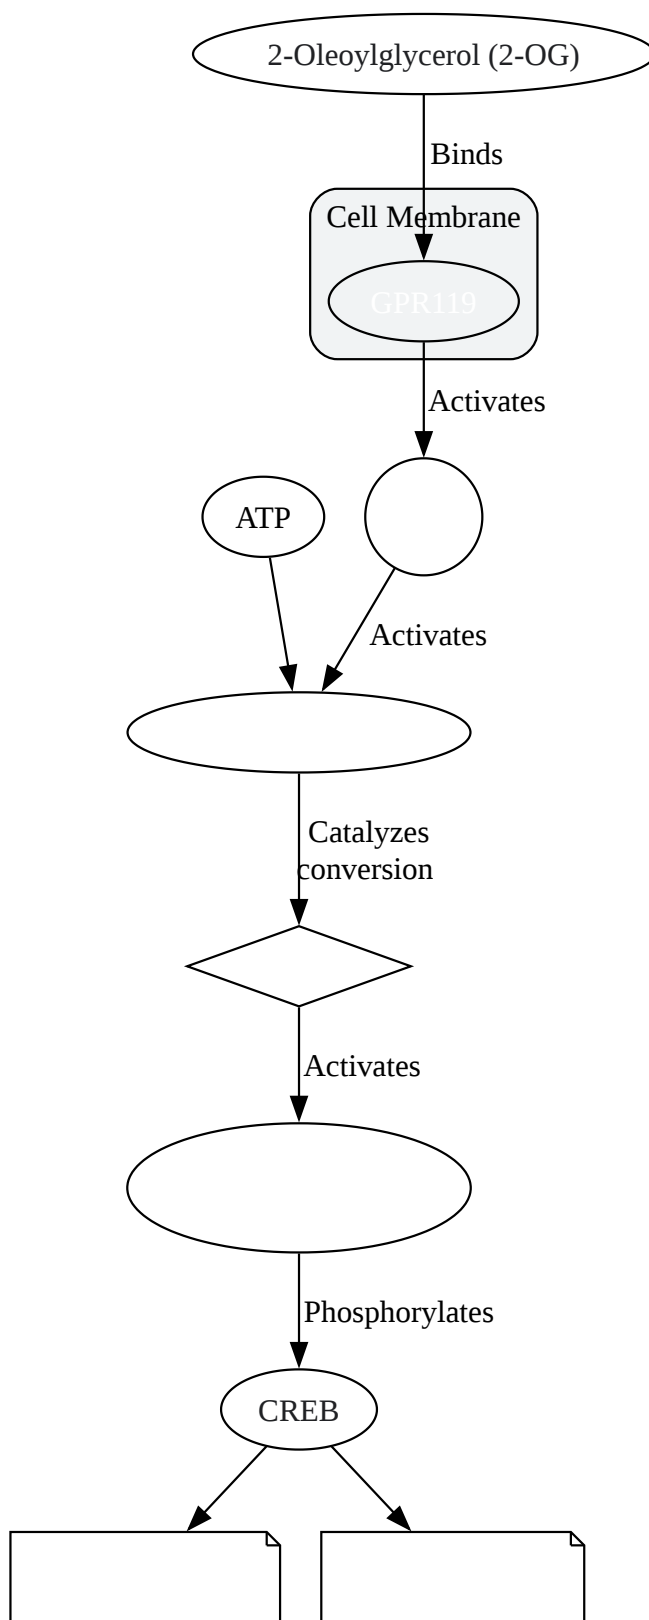 2-Oleoylglycerol (2-OG)
Binds
Cell Membrane
GPR119
Activates
ATP
Activates
Catalyzes
conversion
Activates
Phosphorylates
CREB